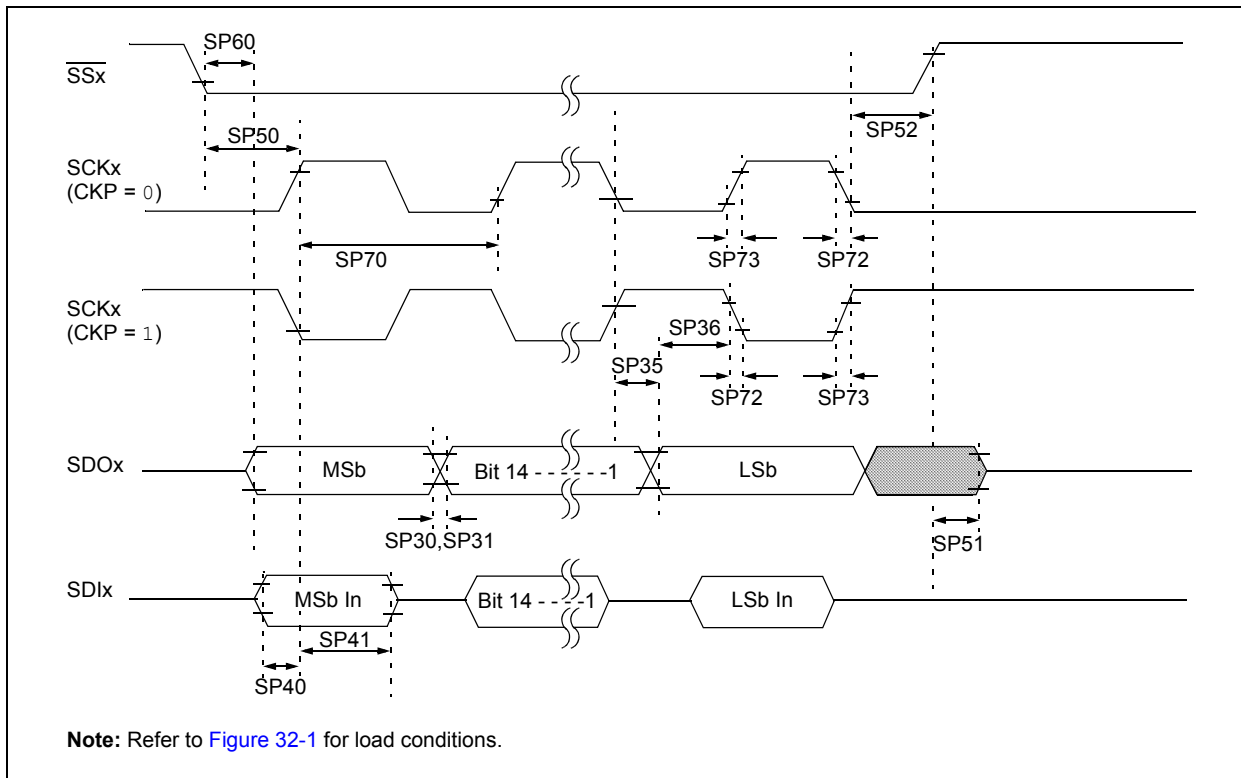 SP60
SSx
SP50
SP52
SCKx
(CKP = 0)
SP70
SP73
SP72
SCKx
(CKP = 1)
SP36
SP35
SP72
SP73
SDOx
MSb
Bit 14 - - - - - -1
LSb
SP30,SP31
SP51
SDIx
MSb In
Bit 14 - - - -1
LSb In
SP41
SP40
Note: Refer to Figure 32-1 for load conditions.